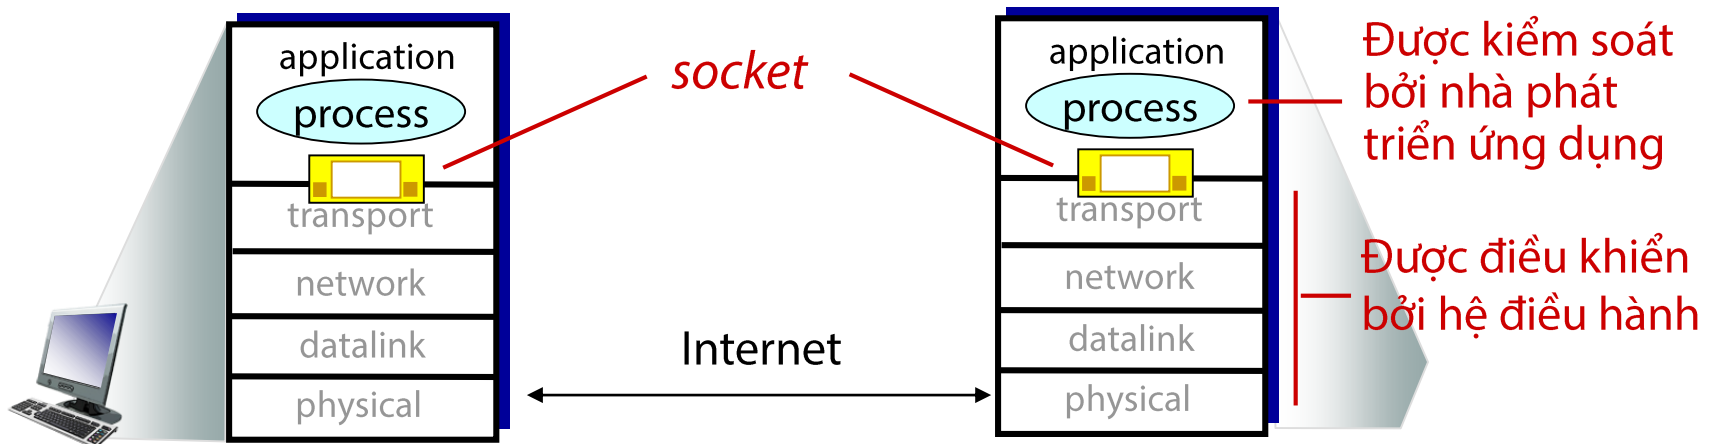 application
process
transport
network
datalink
physical
socket
Internet
application
process
transport
network
datalink
physical
Được kiểm soát
bởi nhà phát
triển ứng dụng
Được điều khiển
bởi hệ điều hành